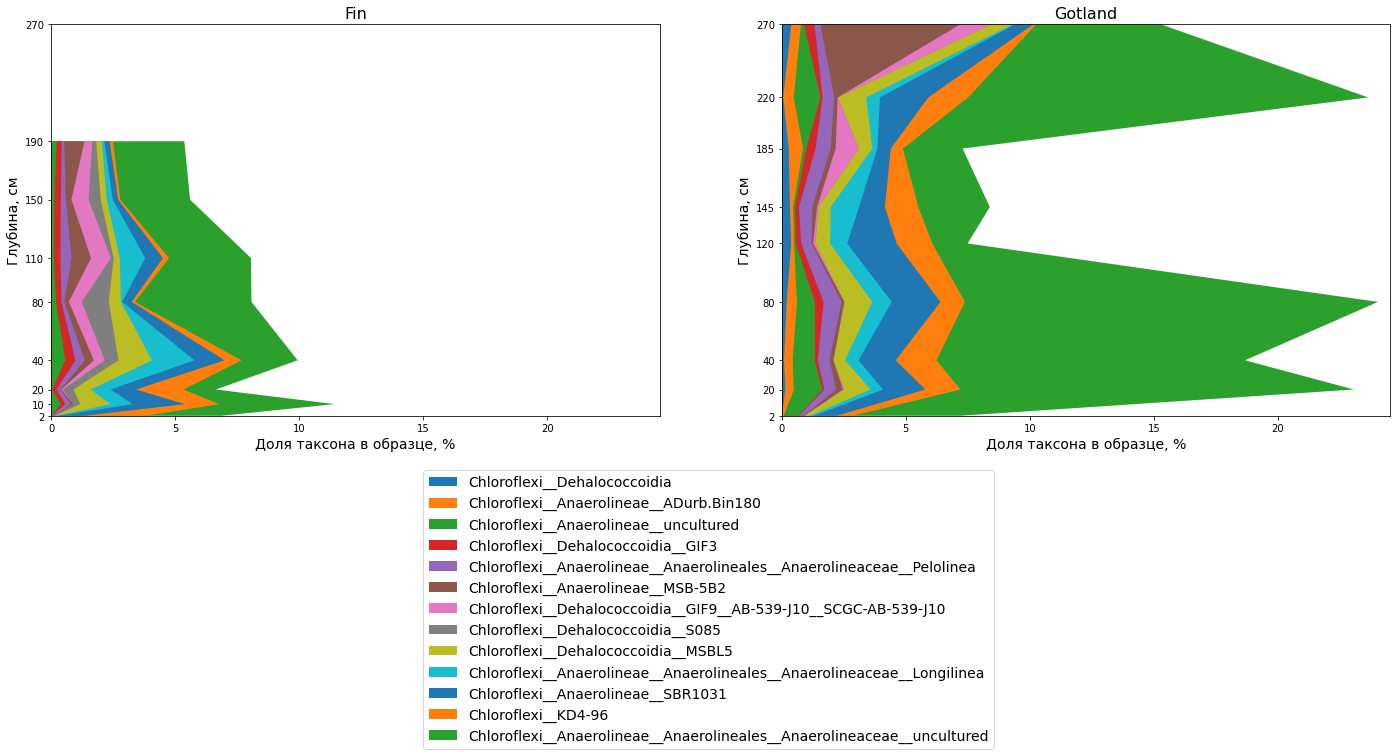 Fin
270
190
150
110
80
40
20
10
2
Глубина, см
0
5
10
15
20
Доля таксона в образце, %
Gotland
270
220
185
145
120
80
40
20
2
Глубина, см
0
5
10
15
20
Доля таксона в образце, %
Chloroflexi__Dehalococcoidia
Chloroflexi__Anaerolineae__ADurb.Bin180
Chloroflexi__Anaerolineae__uncultured
Chloroflexi__Dehalococcoidia__GIF3
Chloroflexi__Anaerolineae__Anaerolineales__Anaerolineaceae__Pelolinea
Chloroflexi__Anaerolineae__MSB-5B2
Chloroflexi__Dehalococcoidia__GIF9__AB-539-J10__SCGC-AB-539-J10
Chloroflexi__Dehalococcoidia__S085
Chloroflexi__Dehalococcoidia__MSBL5
Chloroflexi__Anaerolineae__Anaerolineales__Anaerolineaceae__Longilinea
Chloroflexi__Anaerolineae__SBR1031
Chloroflexi__KD4-96
Chloroflexi__Anaerolineae__Anaerolineales__Anaerolineaceae__uncultured